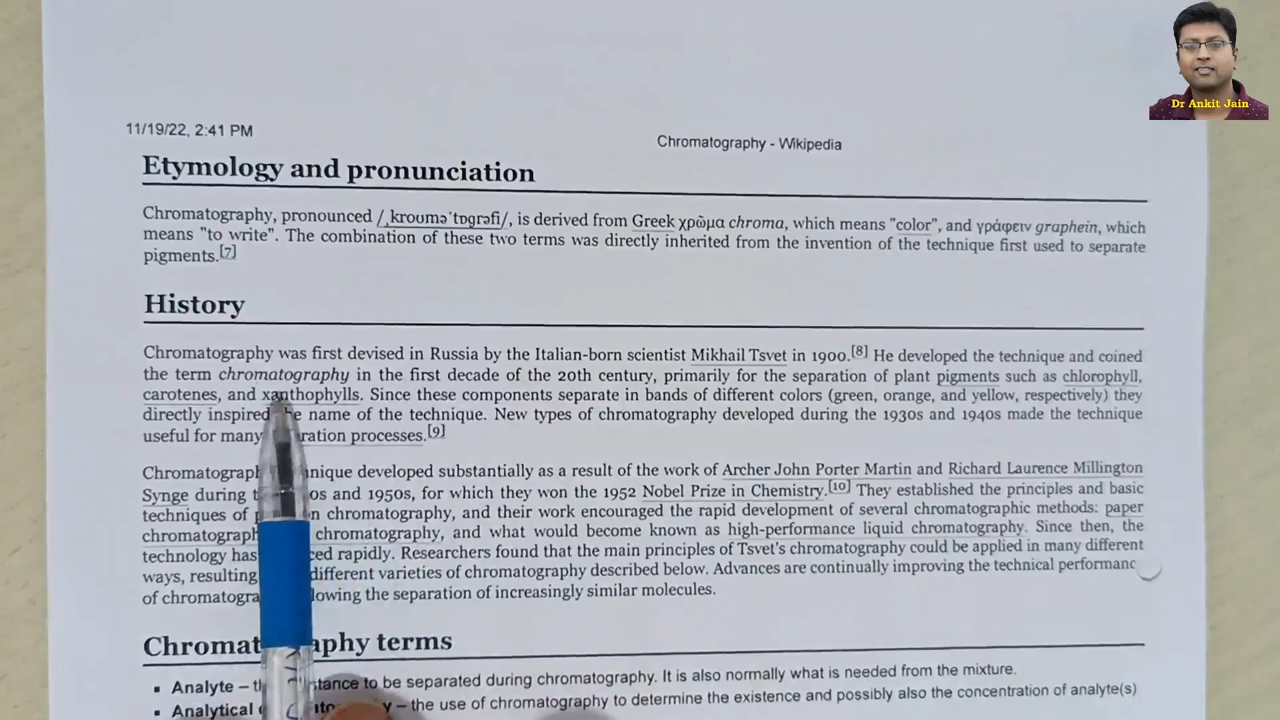 Dr Ankit Jain
11/19/22, 2:41 PM
Chromatography - Wikipedia
Etymology and pronunciation
Chromatography, pronounced /ˌkroʊməˈtɒɡrəfi/, is derived from Greek χρῶμα chroma, which means "color", and γράφειν graphein, which
means "to write". The combination of these two terms was directly inherited from the invention of the technique first used to separate
pigments.[7]
History
Chromatography was first devised in Russia by the Italian-born scientist Mikhail Tsvet in 1900.[8] He developed the technique and coined
the term chromatography in the first decade of the 20th century, primarily for the separation of plant pigments such as chlorophyll,
carotenes, and xanthophylls. Since these components separate in bands of different colors (green, orange, and yellow, respectively) they
directly inspired the name of the technique. New types of chromatography developed during the 1930s and 1940s made the technique
useful for many ration processes.[9]
Chromatograph nique developed substantially as a result of the work of Archer John Porter Martin and Richard Laurence Millington
Synge during os and 1950s, for which they won the 1952 Nobel Prize in Chemistry.[10] They established the principles and basic
techniques of n chromatography, and their work encouraged the rapid development of several chromatographic methods: paper
chromatograph chromatography, and what would become known as high-performance liquid chromatography. Since then, the
technology has ced rapidly. Researchers found that the main principles of Tsvet's chromatography could be applied in many different
ways, resulting different varieties of chromatography described below. Advances are continually improving the technical performanc
of chromatogra lowing the separation of increasingly similar molecules.
Chromat aphy terms
▪ Analyte – th tance to be separated during chromatography. It is also normally what is needed from the mixture.
▪ Analytical y – the use of chromatography to determine the existence and possibly also the concentration of analyte(s)